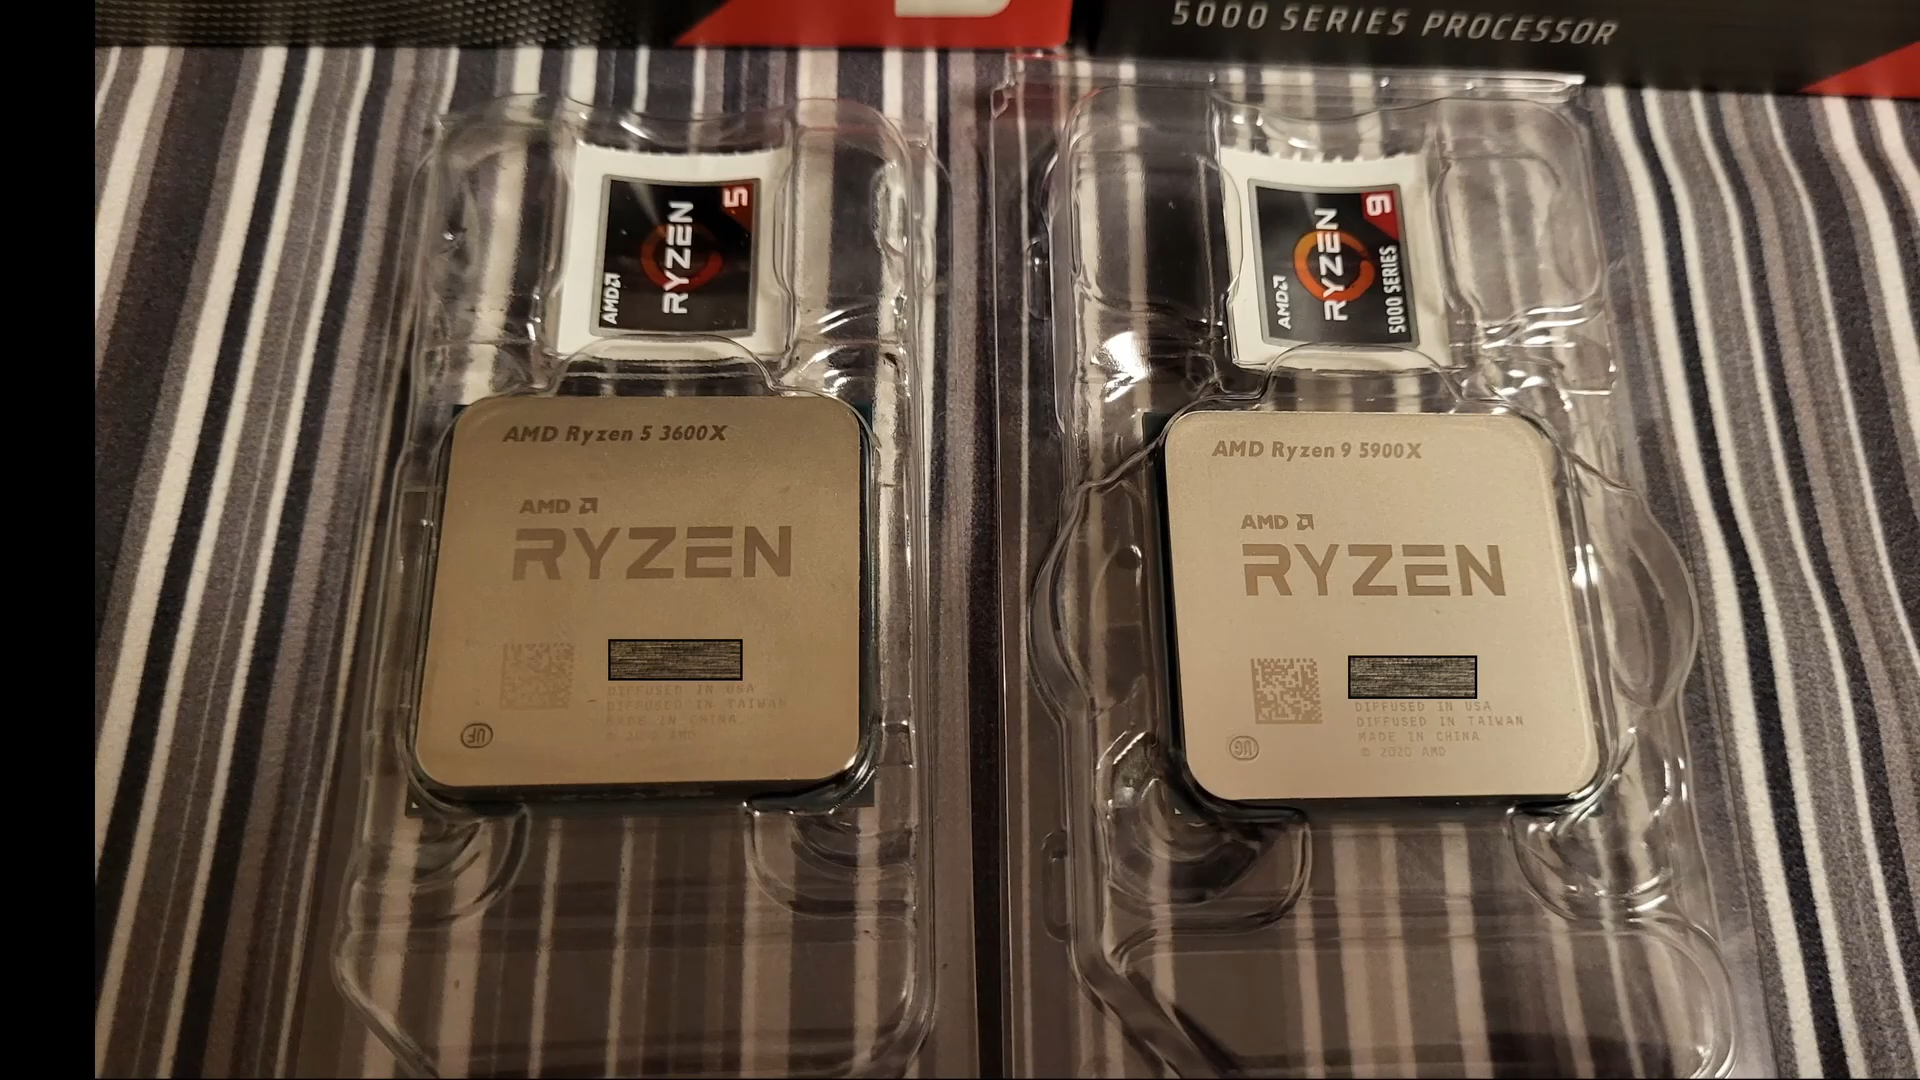 5000 SERIES PROCESSOR
AMD
RYZEN
5
AMD
RYZEN
9
5000 SERIES
AMD Ryzen 5 3600X
AMD
RYZEN
DIFFUSED IN USA
DIFFUSED IN TAIWAN
MADE IN CHINA
UF
AMD Ryzen 9 5900X
AMD
RYZEN
DIFFUSED IN USA
DIFFUSED IN TAIWAN
MADE IN CHINA
© 2020 AMD